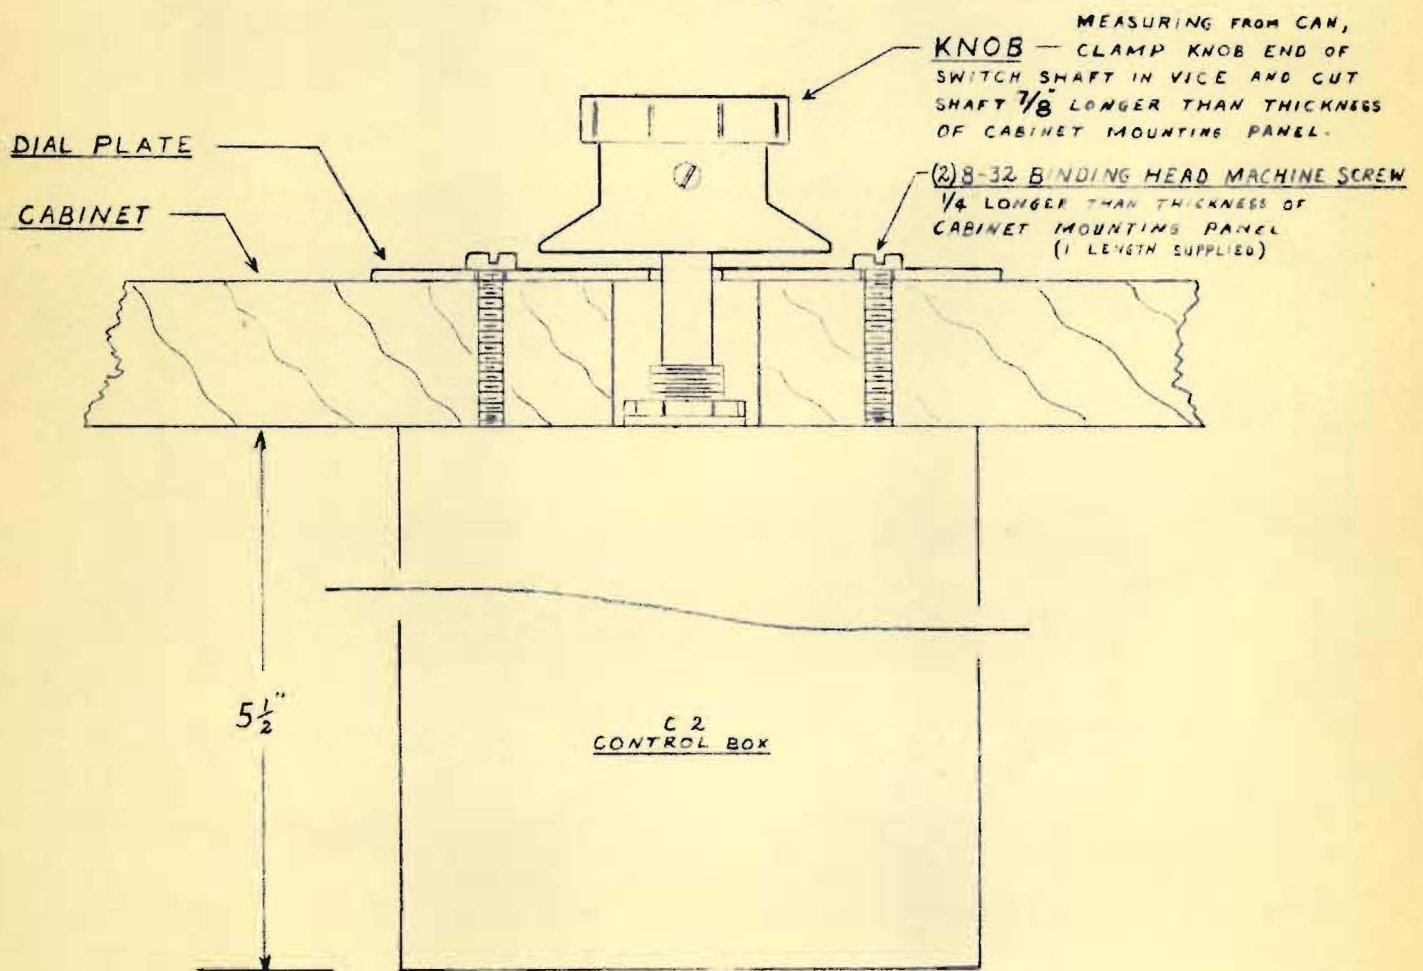 MEASURING FROM CAN,
KNOB — CLAMP KNOB END OF
SWITCH SHAFT IN VICE AND CUT
SHAFT 7/8" LONGER THAN THICKNESS
OF CABINET MOUNTING PANEL.
DIAL PLATE
(2) 8-32 BINDING HEAD MACHINE SCREW
1/4 LONGER THAN THICKNESS OF
CABINET MOUNTING PANEL
(1 LENGTH SUPPLIED)
CABINET
5 1/2"
C 2
CONTROL BOX